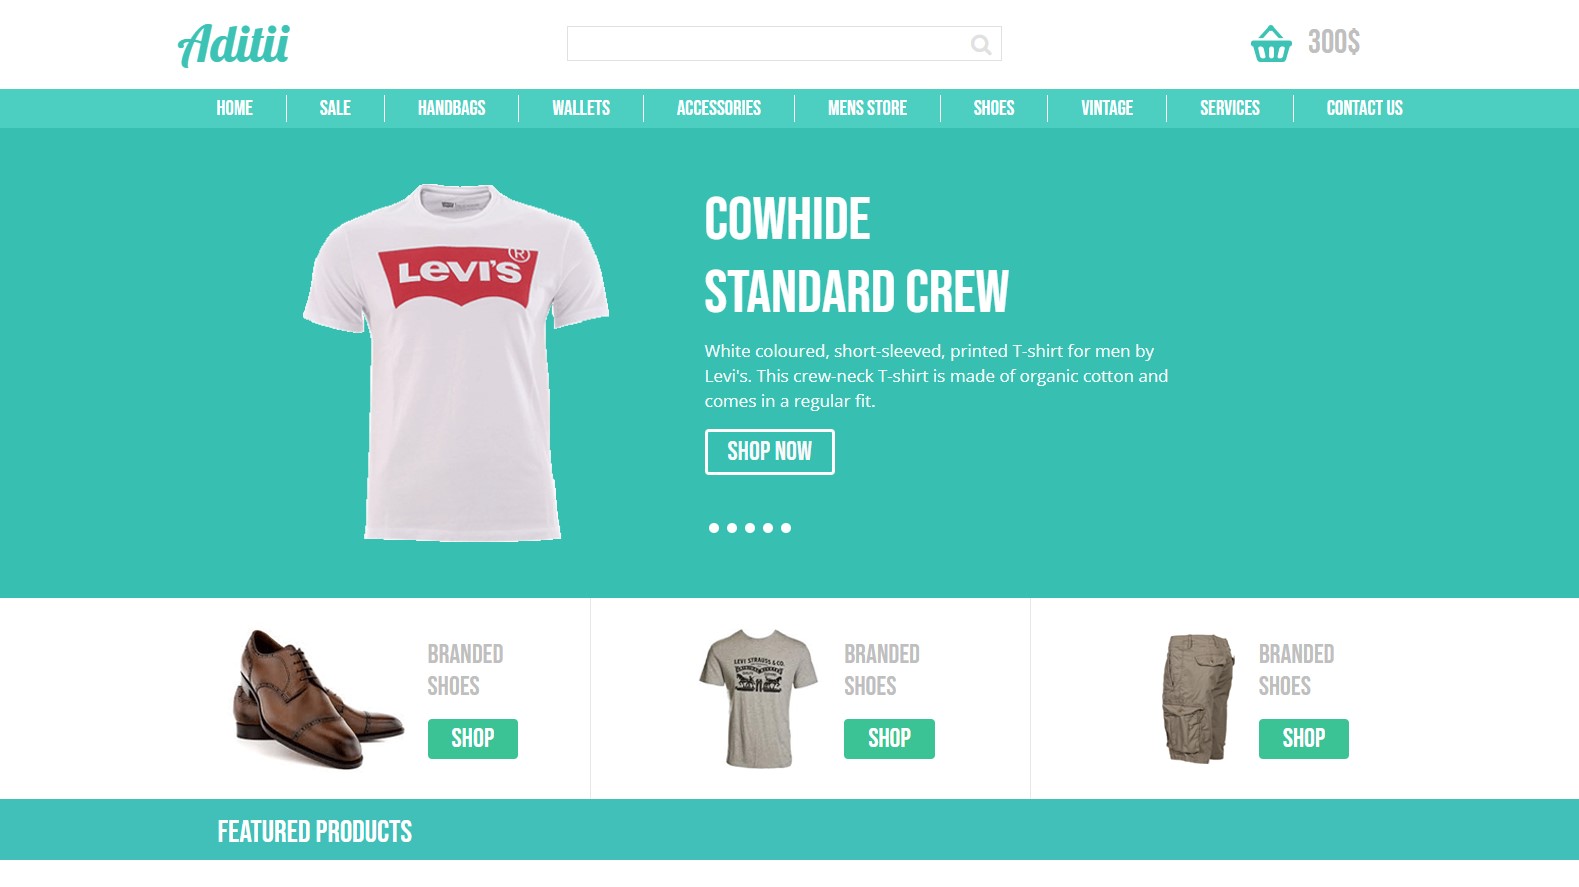 Aditii
300$
HOME
SALE
HANDBAGS
WALLETS
ACCESSORIES
MENS STORE
SHOES
VINTAGE
SERVICES
CONTACT US
LEVI'S ®
COWHIDE
STANDARD CREW
White coloured, short-sleeved, printed T-shirt for men by
Levi's. This crew-neck T-shirt is made of organic cotton and
comes in a regular fit.
SHOP NOW
BRANDED
SHOES
SHOP
LEVI STRAUSS & CO.
BRANDED
SHOES
SHOP
BRANDED
SHOES
SHOP
FEATURED PRODUCTS